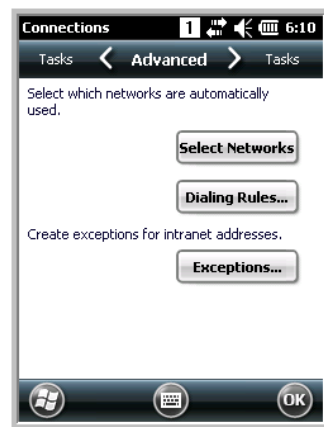 Connections 1 6:10
Tasks Advanced Tasks
Select which networks are automatically
used.
Select Networks
Dialing Rules...
Create exceptions for intranet addresses.
Exceptions...
OK